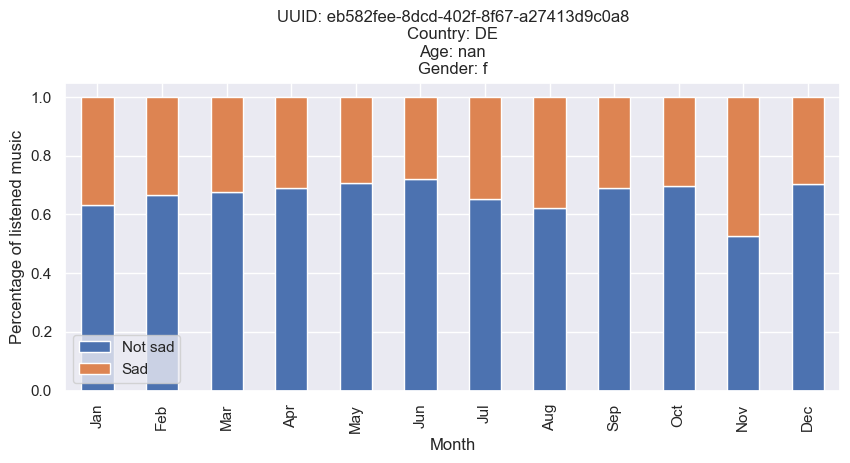 UUID: eb582fee-8dcd-402f-8f67-a27413d9c0a8
Country: DE
Age: nan
Gender: f
Percentage of listened music
1.0
0.8
0.6
0.4
0.2
0.0
Not sad
Sad
Jan Feb Mar Apr May Jun Jul Aug Sep Oct Nov Dec
Month